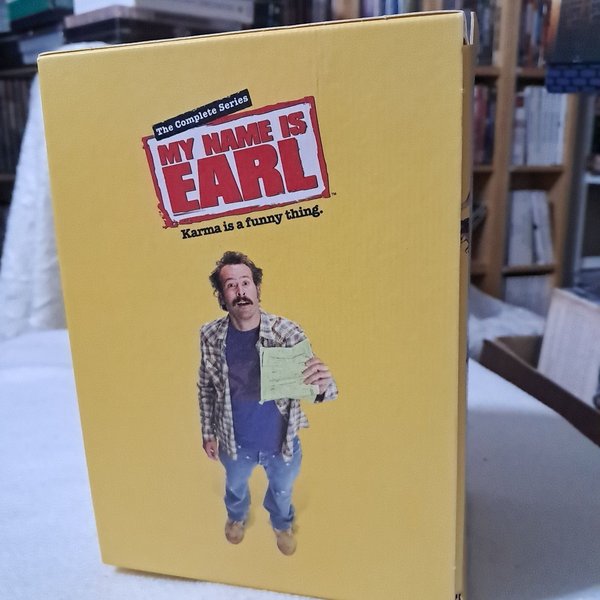 The Complete Series
MY NAME IS
EARL
Karma is a funny thing.